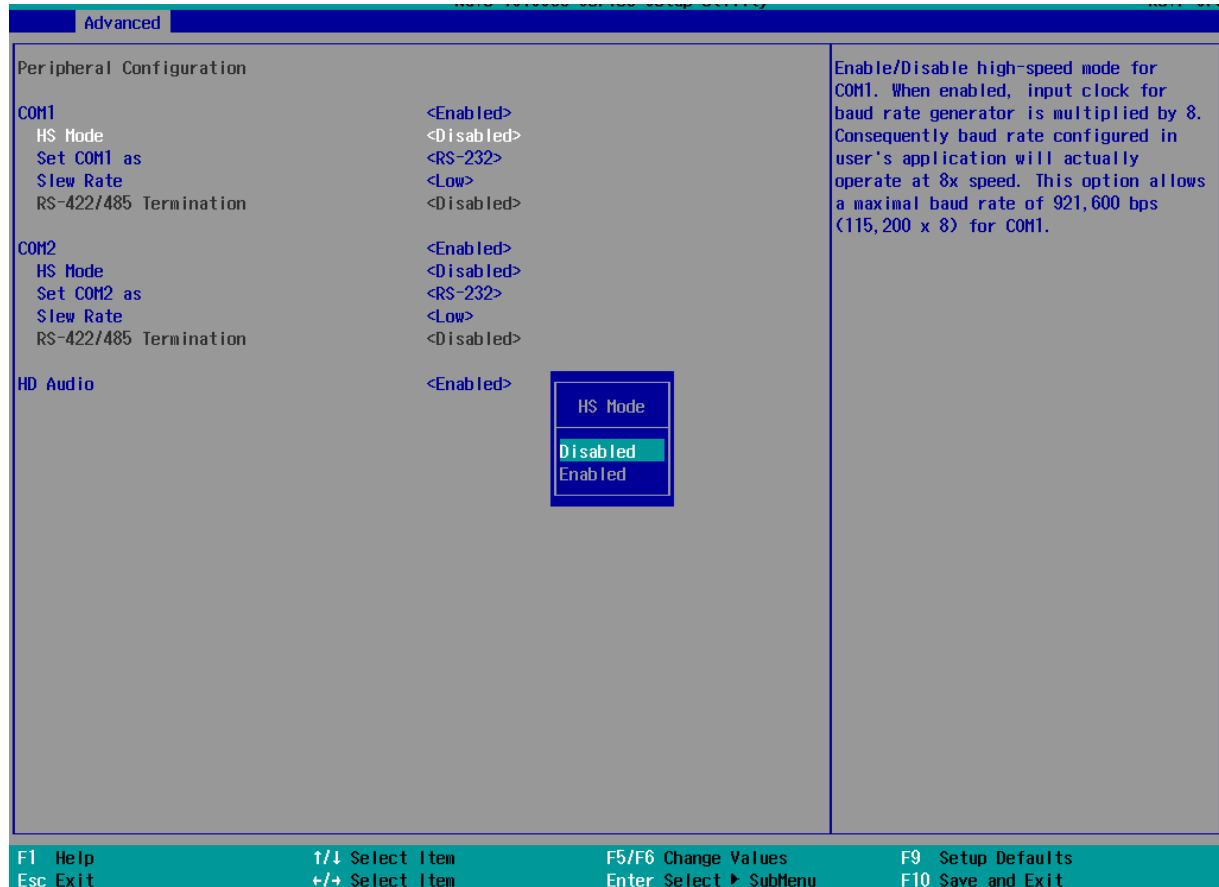 Advanced
Peripheral Configuration
COM1 <Enabled>
HS Mode <Disabled>
Set COM1 as <RS-232>
Slew Rate <Low>
RS-422/485 Termination <Disabled>
COM2 <Enabled>
HS Mode <Disabled>
Set COM2 as <RS-232>
Slew Rate <Low>
RS-422/485 Termination <Disabled>
HD Audio <Enabled>
HS Mode
Disabled
Enabled
Enable/Disable high-speed mode for
COM1. When enabled, input clock for
baud rate generator is multiplied by 8.
Consequently baud rate configured in
user's application will actually
operate at 8x speed. This option allows
a maximal baud rate of 921,600 bps
(115,200 x 8) for COM1.
F1 Help ↑/↓ Select Item F5/F6 Change Values F9 Setup Defaults
Esc Exit ←/→ Select Item Enter Select ▶ SubMenu F10 Save and Exit